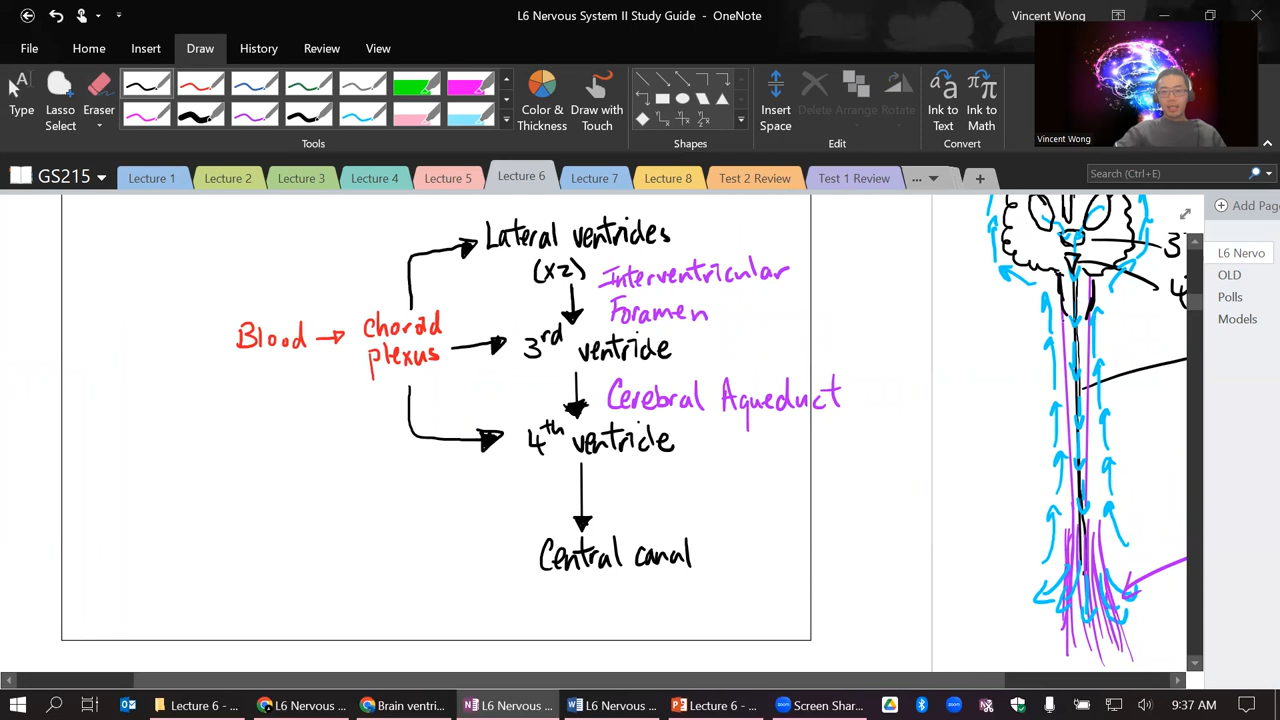 L6 Nervous System II Study Guide - OneNote
Vincent Wong
File Home Insert Draw History Review View
Type
Lasso Select
Eraser
Tools
Color & Thickness
Draw with Touch
Shapes
Insert Space
Delete
Arrange
Rotate
Edit
Ink to Text
Ink to Math
Convert
Vincent Wong
GS215
Lecture 1 Lecture 2 Lecture 3 Lecture 4 Lecture 5 Lecture 6 Lecture 7 Lecture 8 Test 2 Review Test 1 Review ...
Search (Ctrl+E)
Add Page
L6 Nervo
OLD
Polls
Models
Lateral ventricles
(x2)
Interventricular
Foramen
Blood → choroid
plexus
3rd ventricle
Cerebral Aqueduct
4th ventricle
Central canal
3
4
Lecture 6 - ... L6 Nervous ... Brain ventri... L6 Nervous ... L6 Nervous ... Lecture 6 - ... Screen Shar... 9:37 AM